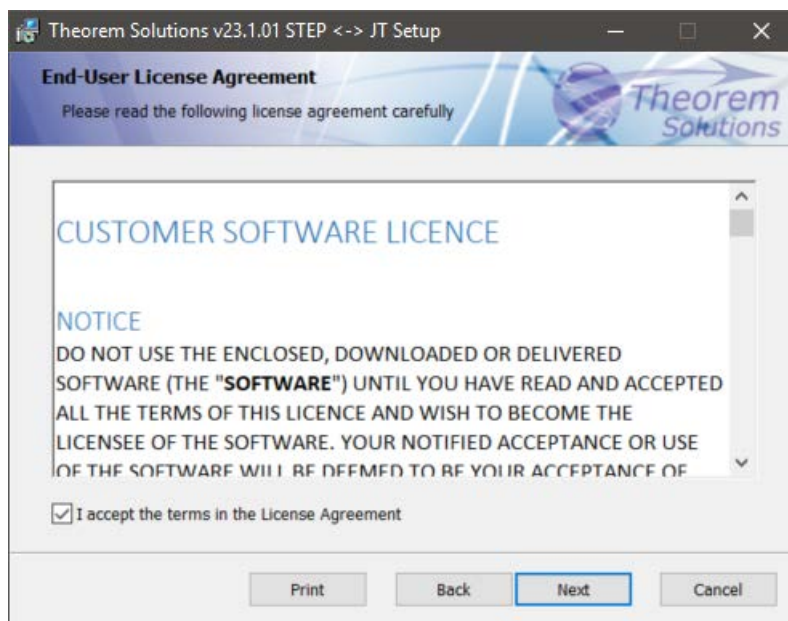 Theorem Solutions v23.1.01 STEP <-> JT Setup
End-User License Agreement
Please read the following license agreement carefully
Theorem
Solutions
CUSTOMER SOFTWARE LICENCE
NOTICE
DO NOT USE THE ENCLOSED, DOWNLOADED OR DELIVERED
SOFTWARE (THE "SOFTWARE") UNTIL YOU HAVE READ AND ACCEPTED
ALL THE TERMS OF THIS LICENCE AND WISH TO BECOME THE
LICENSEE OF THE SOFTWARE. YOUR NOTIFIED ACCEPTANCE OR USE
OF THE SOFTWARE WILL BE DEEMED TO BE YOUR ACCEPTANCE OF
I accept the terms in the License Agreement
Print Back Next Cancel